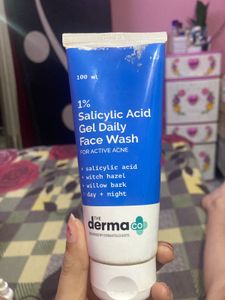 100 ml
1%
Salicylic Acid
Gel Daily
Face Wash
FOR ACTIVE ACNE
+ salicylic acid
+ witch hazel
+ willow bark
+ day + night
THE
derma co